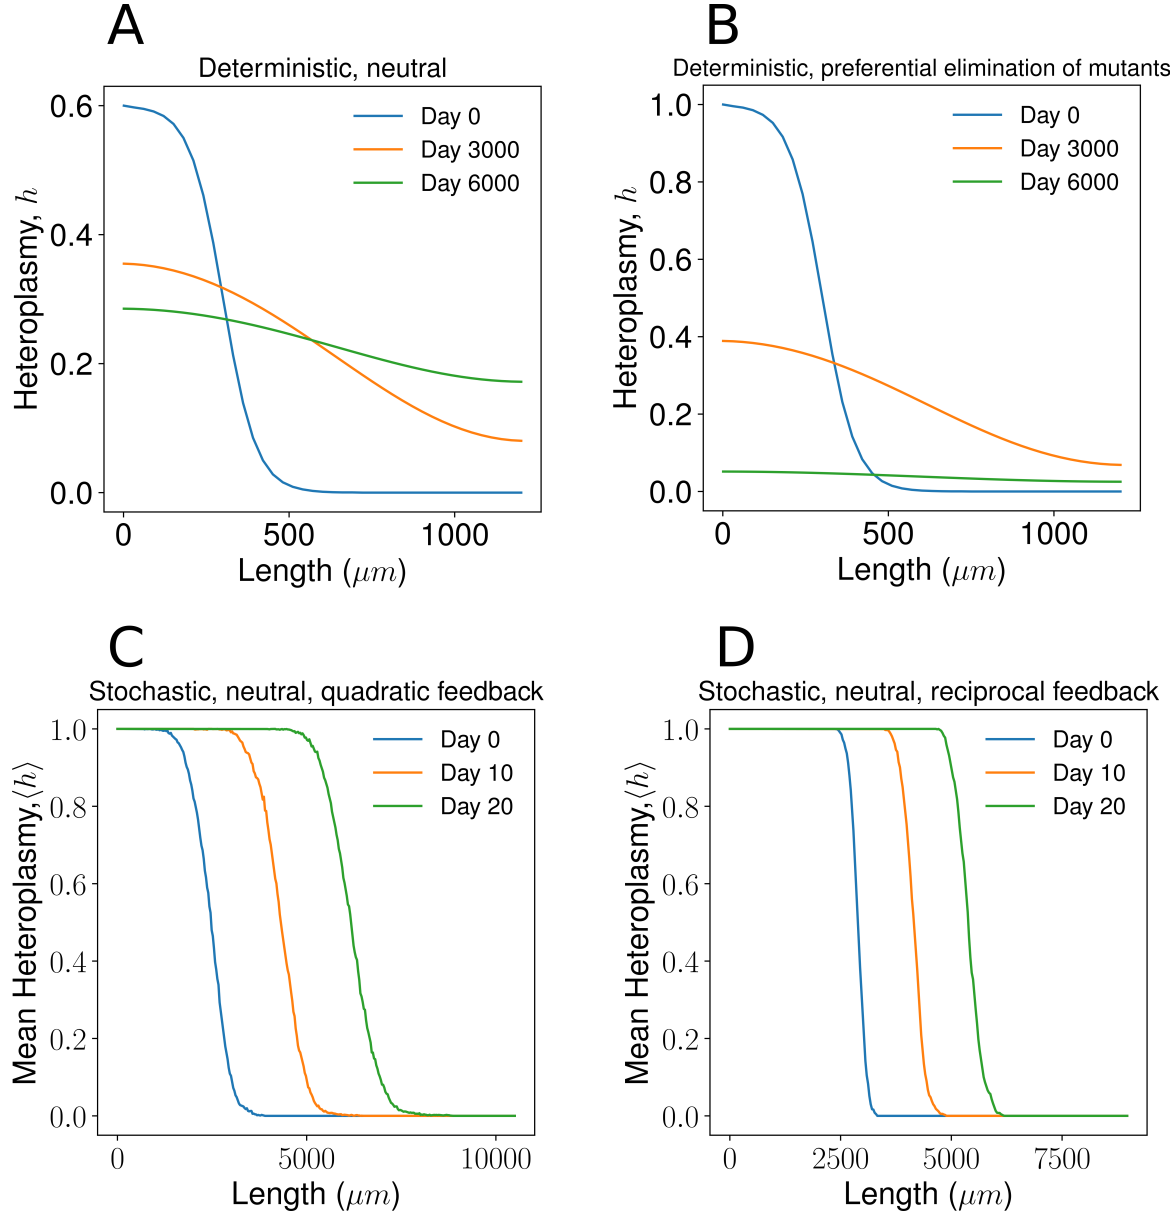 A
Deterministic, neutral
0.6
0.4
0.2
0.0
Heteroplasmy, h
Day 0
Day 3000
Day 6000
0 500 1000
Length (μm)
B
Deterministic, preferential elimination of mutants
1.0
0.8
0.6
0.4
0.2
0.0
Heteroplasmy, h
Day 0
Day 3000
Day 6000
0 500 1000
Length (μm)
C
Stochastic, neutral, quadratic feedback
1.0
0.8
0.6
0.4
0.2
0.0
Mean Heteroplasmy,⟨h⟩
Day 0
Day 10
Day 20
0 5000 10000
Length (μm)
D
Stochastic, neutral, reciprocal feedback
1.0
0.8
0.6
0.4
0.2
0.0
Mean Heteroplasmy,⟨h⟩
Day 0
Day 10
Day 20
0 2500 5000 7500
Length (μm)